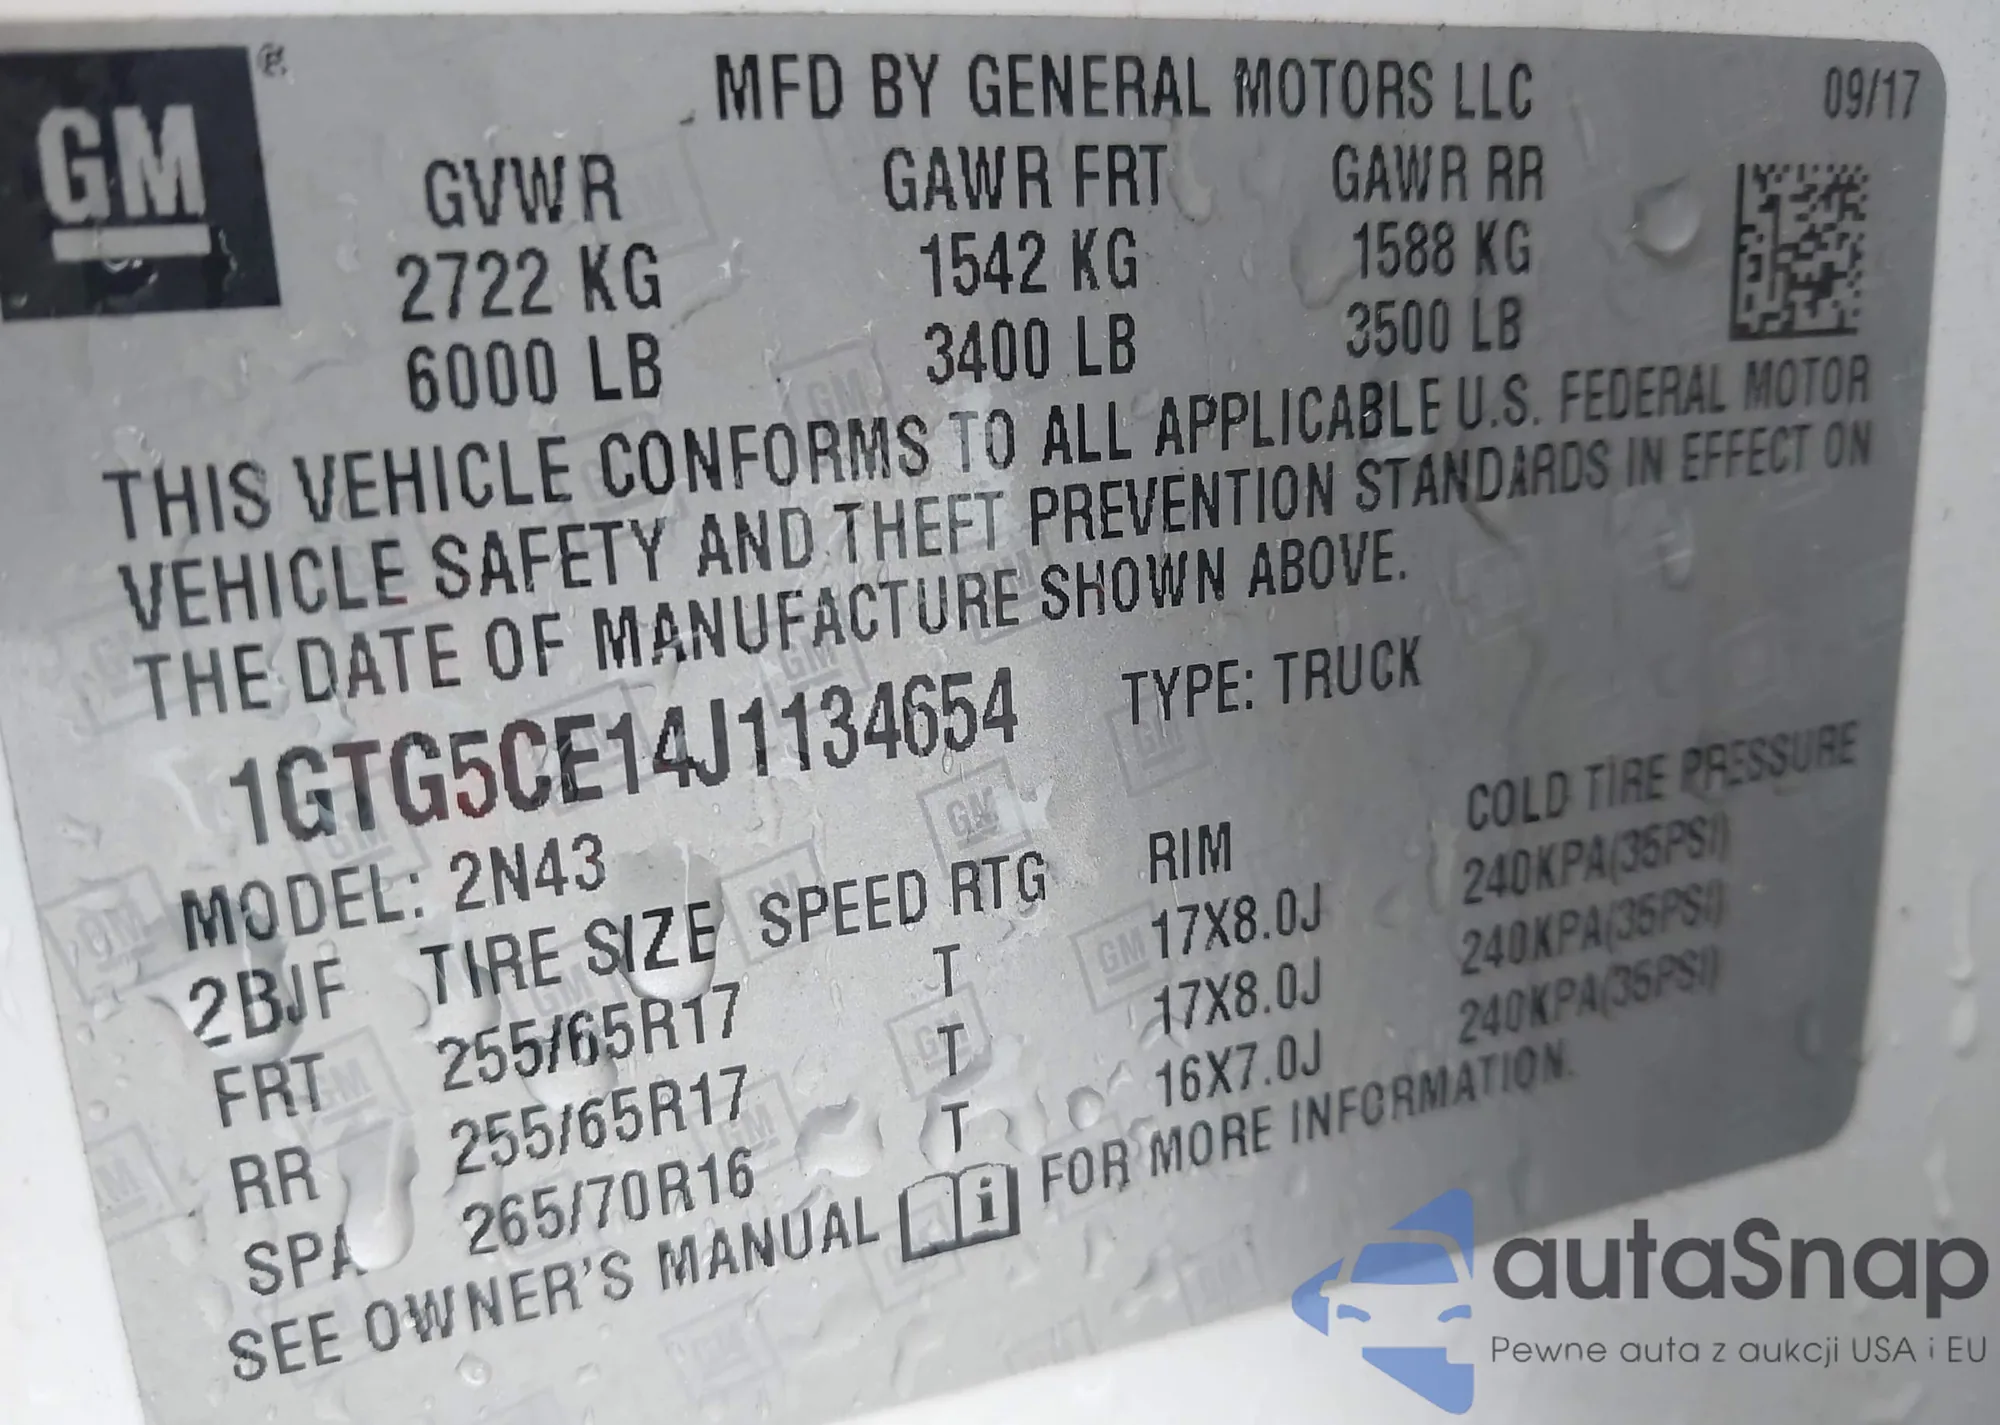 GM ®
MFD BY GENERAL MOTORS LLC 09/17
GVWR GAWR FRT GAWR RR
2722 KG 1542 KG 1588 KG
6000 LB 3400 LB 3500 LB
THIS VEHICLE CONFORMS TO ALL APPLICABLE U.S. FEDERAL MOTOR
VEHICLE SAFETY AND THEFT PREVENTION STANDARDS IN EFFECT ON
THE DATE OF MANUFACTURE SHOWN ABOVE.
1GTG5CE14J1134654 TYPE: TRUCK
MODEL: 2N43
2BJF TIRE SIZE SPEED RTG RIM COLD TIRE PRESSURE
FRT 255/65R17 T 17X8.0J 240KPA(35PSI)
RR 255/65R17 T 17X8.0J 240KPA(35PSI)
SPA 265/70R16 T 16X7.0J 240KPA(35PSI)
SEE OWNER'S MANUAL i FOR MORE INFORMATION.
autaSnap
Pewne auta z aukcji USA i EU